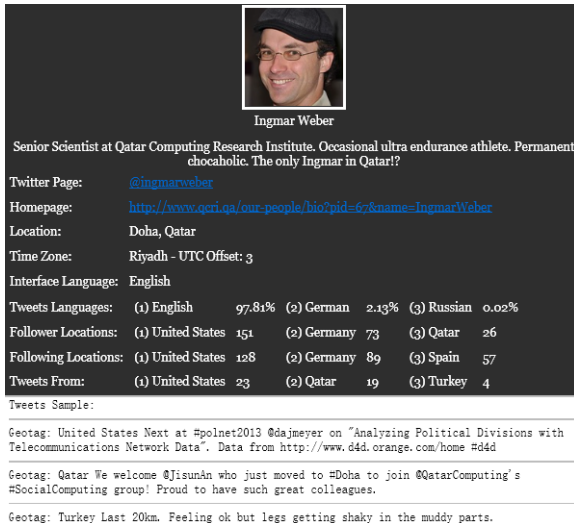 Ingmar Weber
Senior Scientist at Qatar Computing Research Institute. Occasional ultra endurance athlete. Permanent
chocaholic. The only Ingmar in Qatar!?
Twitter Page: @ingmarweber
Homepage: http://www.qcri.qa/our-people/bio?pid=67&name=IngmarWeber
Location: Doha, Qatar
Time Zone: Riyadh - UTC Offset: 3
Interface Language: English
Tweets Languages: (1) English 97.81% (2) German 2.13% (3) Russian 0.02%
Follower Locations: (1) United States 151 (2) Germany 73 (3) Qatar 26
Following Locations: (1) United States 128 (2) Germany 89 (3) Spain 57
Tweets From: (1) United States 23 (2) Qatar 19 (3) Turkey 4
Tweets Sample:
Geotag: United States Next at #polnet2013 @dajmeyer on "Analyzing Political Divisions with
Telecommunications Network Data". Data from http://www.d4d.orange.com/home #d4d
Geotag: Qatar We welcome @JisunAn who just moved to #Doha to join @QatarComputing's
#SocialComputing group! Proud to have such great colleagues.
Geotag: Turkey Last 20km. Feeling ok but legs getting shaky in the muddy parts.